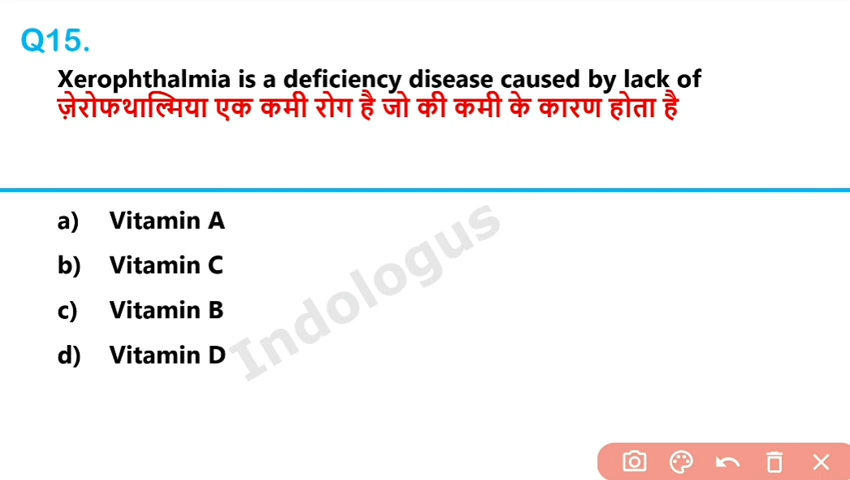 Q15.
Xerophthalmia is a deficiency disease caused by lack of
ज़ेरोफथाल्मिया एक कमी रोग है जो की कमी के कारण होता है
a) Vitamin A
b) Vitamin C
c) Vitamin B
d) Vitamin D
Indologus